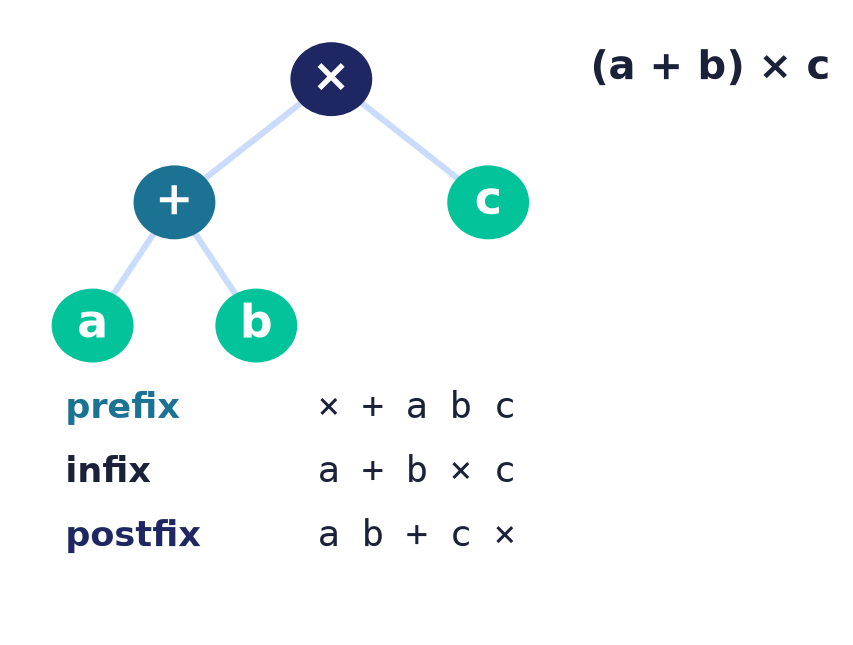 (a + b) × c
×
+ c
a b
prefix × + a b c
infix a + b × c
postfix a b + c ×